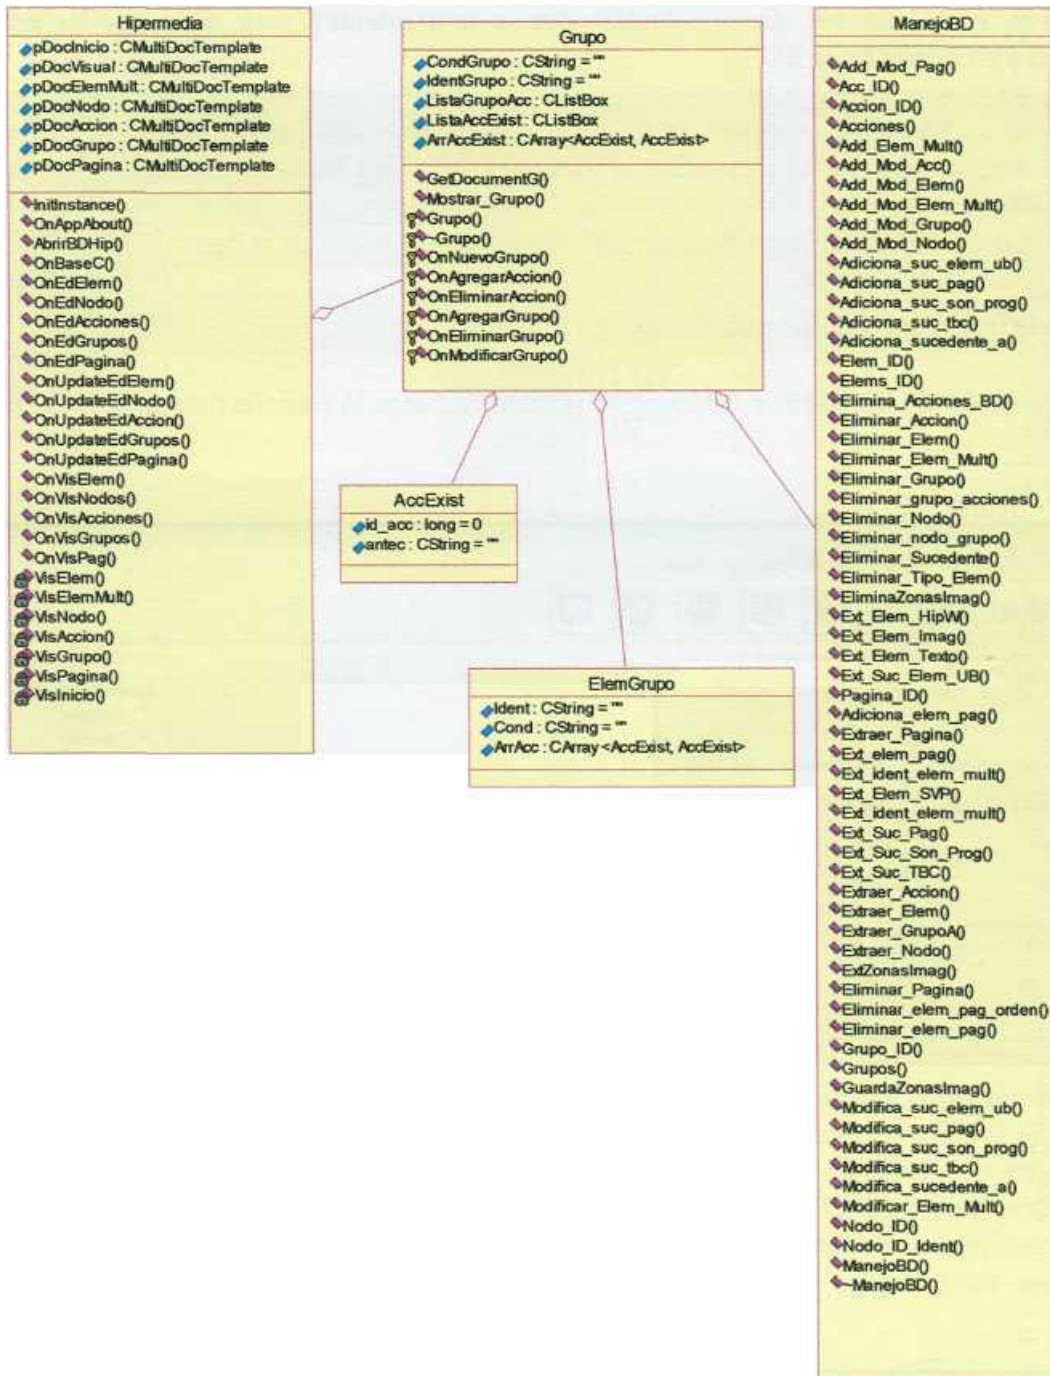 Hipermedia
pDocInicio : CMultiDocTemplate
pDocVisual : CMultiDocTemplate
pDocElemMult : CMultiDocTemplate
pDocNodo : CMultiDocTemplate
pDocAccion : CMultiDocTemplate
pDocGrupo : CMultiDocTemplate
pDocPagina : CMultiDocTemplate
InitInstance()
OnAppAbout()
AbrirBDHip()
OnBaseC()
OnEdElem()
OnEdNodo()
OnEdAcciones()
OnEdGrupos()
OnEdPagina()
OnUpdateEdElem()
OnUpdateEdNodo()
OnUpdateEdAccion()
OnUpdateEdGrupos()
OnUpdateEdPagina()
OnVisElem()
OnVisNodos()
OnVisAcciones()
OnVisGrupos()
OnVisPag()
VisElem()
VisElemMult()
VisNodo()
VisAccion()
VisGrupo()
VisPagina()
VisInicio()
Grupo
CondGrupo : CString = ""
IdentGrupo : CString = ""
ListaGrupoAcc : CListBox
ListaAccExist : CListBox
ArrAccExist : CArray<AccExist, AccExist>
GetDocumentG()
Mostrar_Grupo()
Grupo()
~Grupo()
OnNuevoGrupo()
OnAgregarAccion()
OnEliminarAccion()
OnAgregarGrupo()
OnEliminarGrupo()
OnModificarGrupo()
AccExist
id_acc : long = 0
antec : CString = ""
ElemGrupo
Ident : CString = ""
Cond : CString = ""
ArrAcc : CArray<AccExist, AccExist>
ManejoBD
Add_Mod_Pag()
Acc_ID()
Accion_ID()
Acciones()
Add_Elem_Mult()
Add_Mod_Acc()
Add_Mod_Elem()
Add_Mod_Elem_Mult()
Add_Mod_Grupo()
Add_Mod_Nodo()
Adiciona_suc_elem_ub()
Adiciona_suc_pag()
Adiciona_suc_son_prog()
Adiciona_suc_tbc()
Adiciona_sucedente_a()
Elem_ID()
Elems_ID()
Elimina_Acciones_BD()
Eliminar_Accion()
Eliminar_Elem()
Eliminar_Elem_Mult()
Eliminar_Grupo()
Eliminar_grupo_acciones()
Eliminar_Nodo()
Eliminar_nodo_grupo()
Eliminar_Sucedente()
Eliminar_Tipo_Elem()
EliminaZonasImag()
Ext_Elem_HipW()
Ext_Elem_Imag()
Ext_Elem_Texto()
Ext_Suc_Elem_UB()
Pagina_ID()
Adiciona_elem_pag()
Extraer_Pagina()
Ext_elem_pag()
Ext_ident_elem_mult()
Ext_Elem_SVP()
Ext_ident_elem_mult()
Ext_Suc_Pag()
Ext_Suc_Son_Prog()
Ext_Suc_TBC()
Extraer_Accion()
Extraer_Elem()
Extraer_GrupoA()
Extraer_Nodo()
ExtZonasImag()
Eliminar_Pagina()
Eliminar_elem_pag_orden()
Eliminar_elem_pag()
Grupo_ID()
Grupos()
GuardaZonasImag()
Modifica_suc_elem_ub()
Modifica_suc_pag()
Modifica_suc_son_prog()
Modifica_suc_tbc()
Modifica_sucedente_a()
Modificar_Elem_Mult()
Nodo_ID()
Nodo_ID_Ident()
ManejoBD()
~ManejoBD()